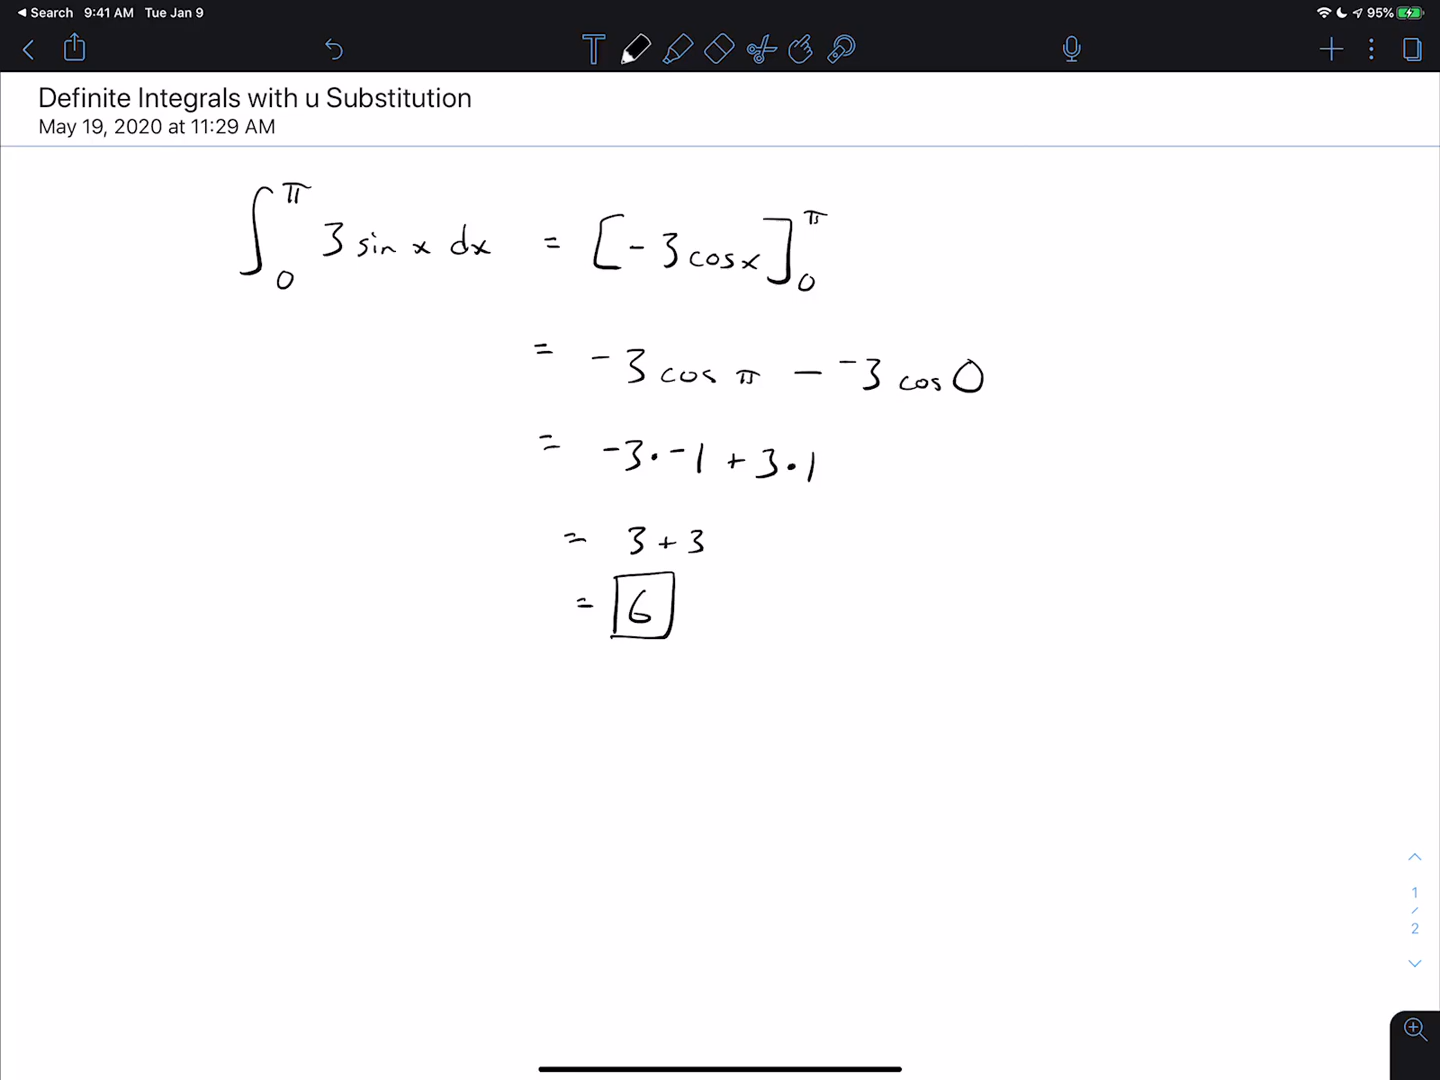 Search 9:41 AM Tue Jan 9 95%
T
Definite Integrals with u Substitution
May 19, 2020 at 11:29 AM
∫₀^π 3 sin x dx = [-3 cos x]₀^π
= -3 cos π - -3 cos 0
= -3 · -1 + 3 · 1
= 3 + 3
= 6
1
/
2